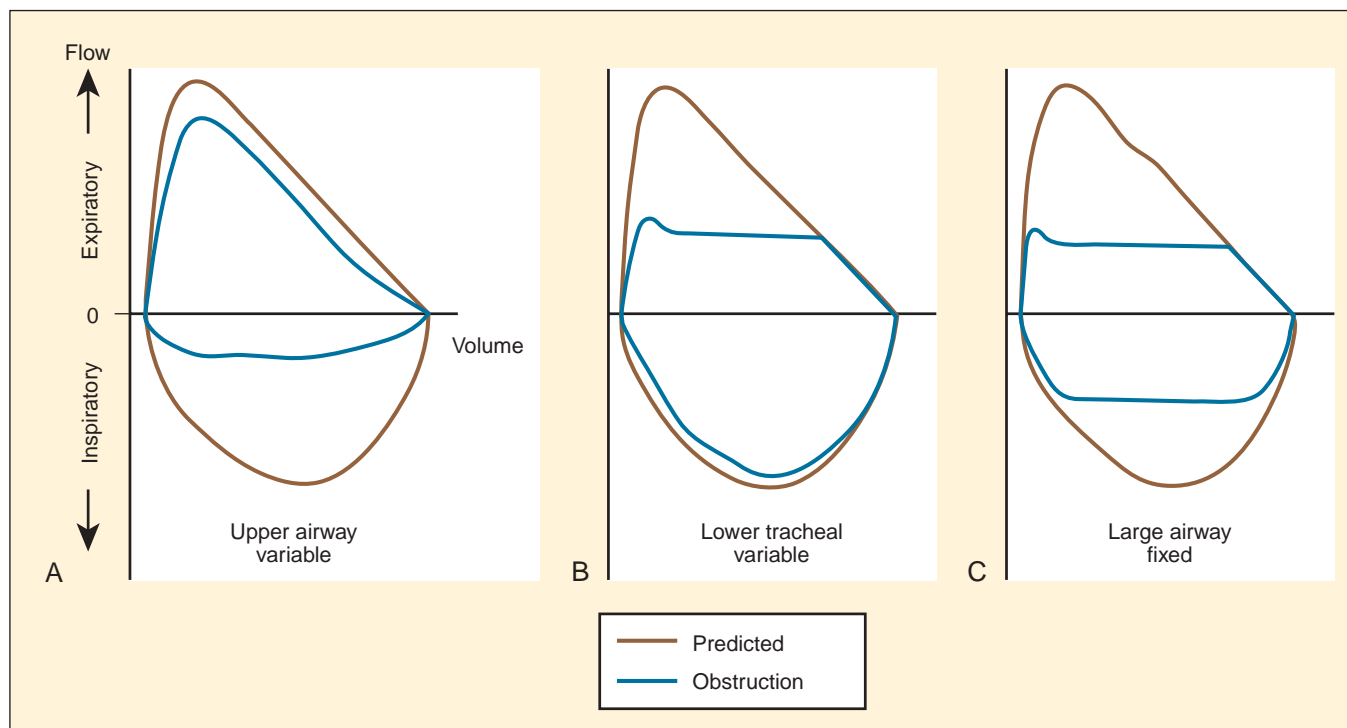 Flow
Expiratory
0
Inspiratory
Volume
Upper airway
variable
A
Lower tracheal
variable
B
Large airway
fixed
C
Predicted
Obstruction